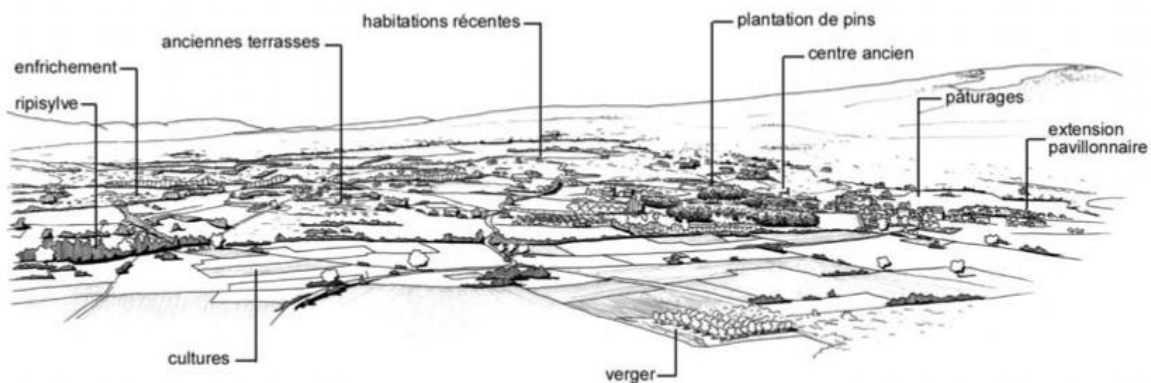 habitations récentes
plantation de pins
anciennes terrasses
centre ancien
enfrichement
ripisylve
pâturages
extension
pavillonnaire
cultures
verger